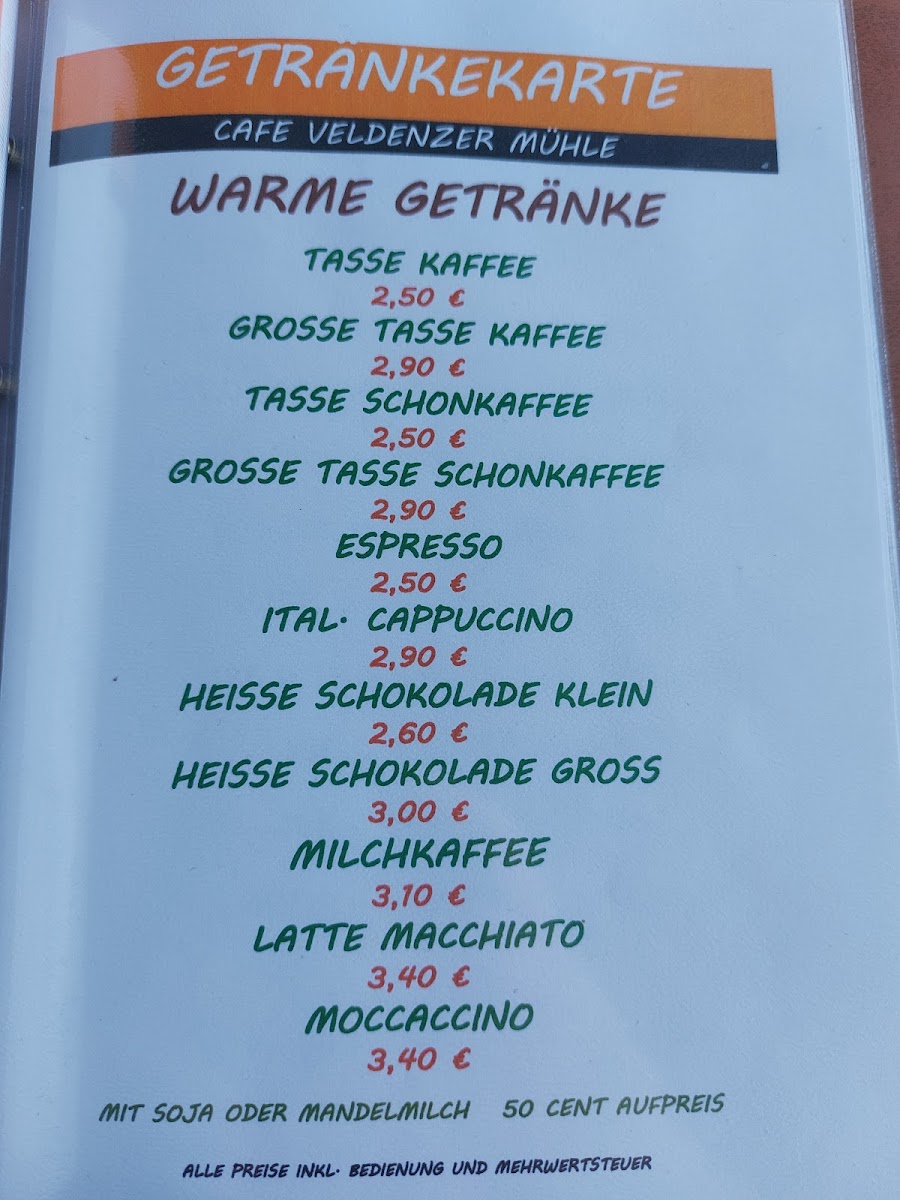 GETRÄNKEKARTE
CAFE VELDENZER MÜHLE
WARME GETRÄNKE
TASSE KAFFEE
2,50 €
GROSSE TASSE KAFFEE
2,90 €
TASSE SCHONKAFFEE
2,50 €
GROSSE TASSE SCHONKAFFEE
2,90 €
ESPRESSO
2,50 €
ITAL. CAPPUCCINO
2,90 €
HEISSE SCHOKOLADE KLEIN
2,60 €
HEISSE SCHOKOLADE GROSS
3,00 €
MILCHKAFFEE
3,10 €
LATTE MACCHIATO
3,40 €
MOCCACCINO
3,40 €
MIT SOJA ODER MANDELMILCH 50 CENT AUFPREIS
ALLE PREISE INKL. BEDIENUNG UND MEHRWERTSTEUER